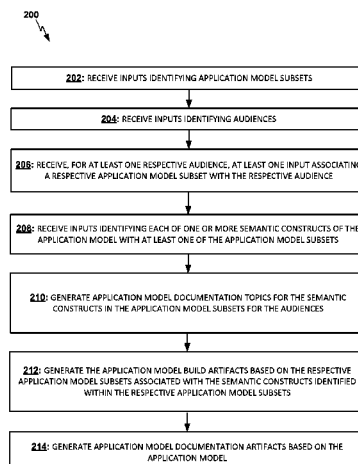 200
202: RECEIVE INPUTS IDENTIFYING APPLICATION MODEL SUBSETS
204: RECEIVE INPUTS IDENTIFYING AUDIENCES
206: RECEIVE, FOR AT LEAST ONE RESPECTIVE AUDIENCE, AT LEAST ONE INPUT ASSOCIATING
A RESPECTIVE APPLICATION MODEL SUBSET WITH THE RESPECTIVE AUDIENCE
208: RECEIVE INPUTS IDENTIFYING EACH OF ONE OR MORE SEMANTIC CONSTRUCTS OF THE
APPLICATION MODEL WITH AT LEAST ONE OF THE APPLICATION MODEL SUBSETS
210: GENERATE APPLICATION MODEL DOCUMENTATION TOPICS FOR THE SEMANTIC
CONSTRUCTS IN THE APPLICATION MODEL SUBSETS FOR THE AUDIENCES
212: GENERATE THE APPLICATION MODEL BUILD ARTIFACTS BASED ON THE RESPECTIVE
APPLICATION MODEL SUBSETS ASSOCIATED WITH THE SEMANTIC CONSTRUCTS IDENTIFIED
WITHIN THE RESPECTIVE APPLICATION MODEL SUBSETS
214: GENERATE APPLICATION MODEL DOCUMENTATION ARTIFACTS BASED ON THE
APPLICATION MODEL